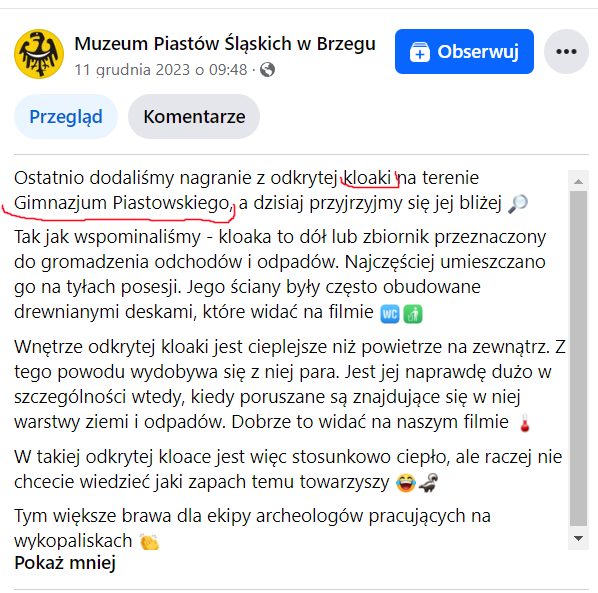 Muzeum Piastów Śląskich w Brzegu
11 grudnia 2023 o 09:48 ·
Obserwuj
Przegląd
Komentarze
Ostatnio dodaliśmy nagranie z odkrytej kloaki na terenie
Gimnazjum Piastowskiego, a dzisiaj przyjrzyjmy się jej bliżej 🔎
Tak jak wspominaliśmy - kloaka to dół lub zbiornik przeznaczony
do gromadzenia odchodów i odpadów. Najczęściej umieszczano
go na tyłach posesji. Jego ściany były często obudowane
drewnianymi deskami, które widać na filmie 🚾🚮
Wnętrze odkrytej kloaki jest cieplejsze niż powietrze na zewnątrz. Z
tego powodu wydobywa się z niej para. Jest jej naprawdę dużo w
szczególności wtedy, kiedy poruszane są znajdujące się w niej
warstwy ziemi i odpadów. Dobrze to widać na naszym filmie 🌡️
W takiej odkrytej kloace jest więc stosunkowo ciepło, ale raczej nie
chcecie wiedzieć jaki zapach temu towarzyszy 😂🦨
Tym większe brawa dla ekipy archeologów pracujących na
wykopaliskach 👏
Pokaż mniej